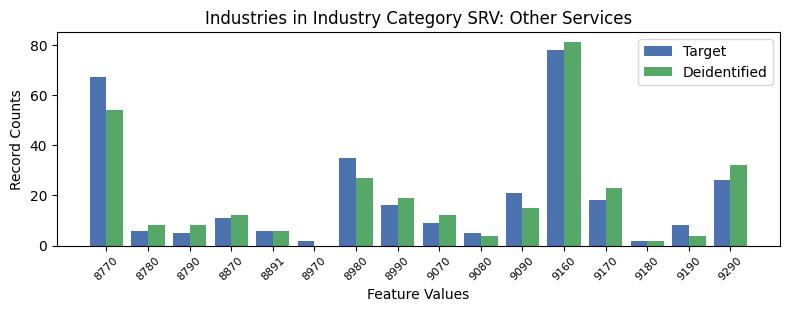 Industries in Industry Category SRV: Other Services
Target
Deidentified
Record Counts
80
60
40
20
0
8770 8780 8790 8870 8891 8970 8980 8990 9070 9080 9090 9160 9170 9180 9190 9290
Feature Values